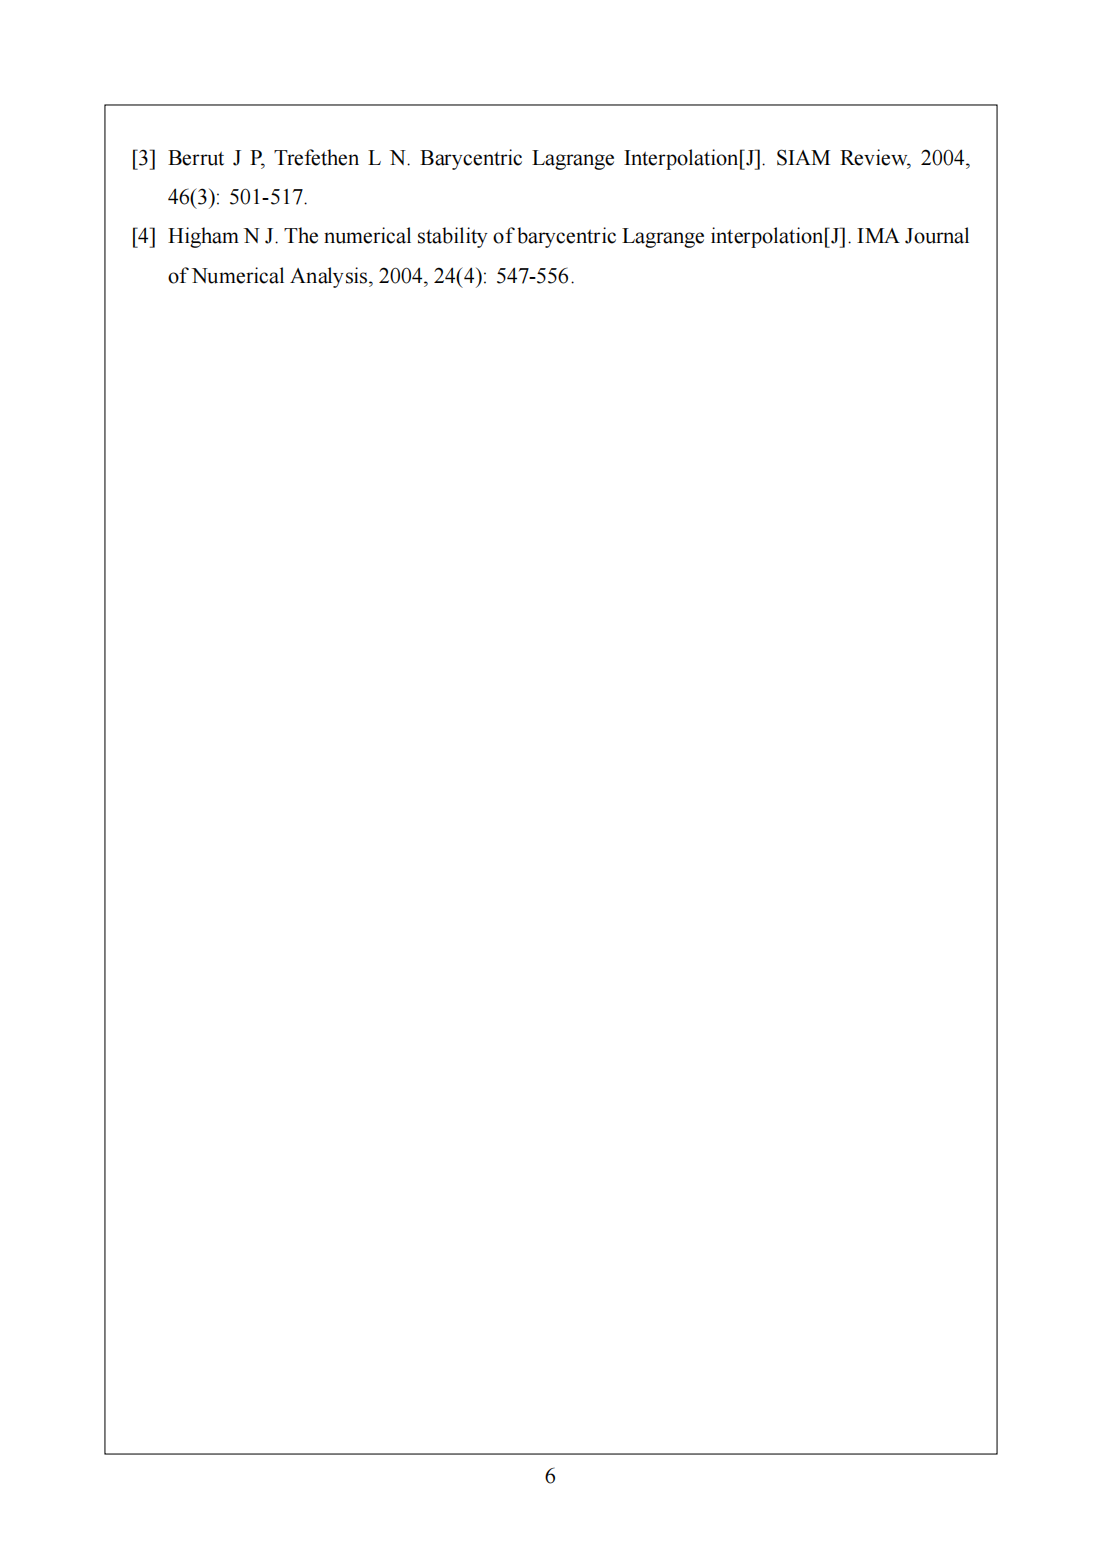 [3] Berrut J P, Trefethen L N. Barycentric Lagrange Interpolation[J]. SIAM Review, 2004,
46(3): 501-517.
[4] Higham N J. The numerical stability of barycentric Lagrange interpolation[J]. IMA Journal
of Numerical Analysis, 2004, 24(4): 547-556.
6